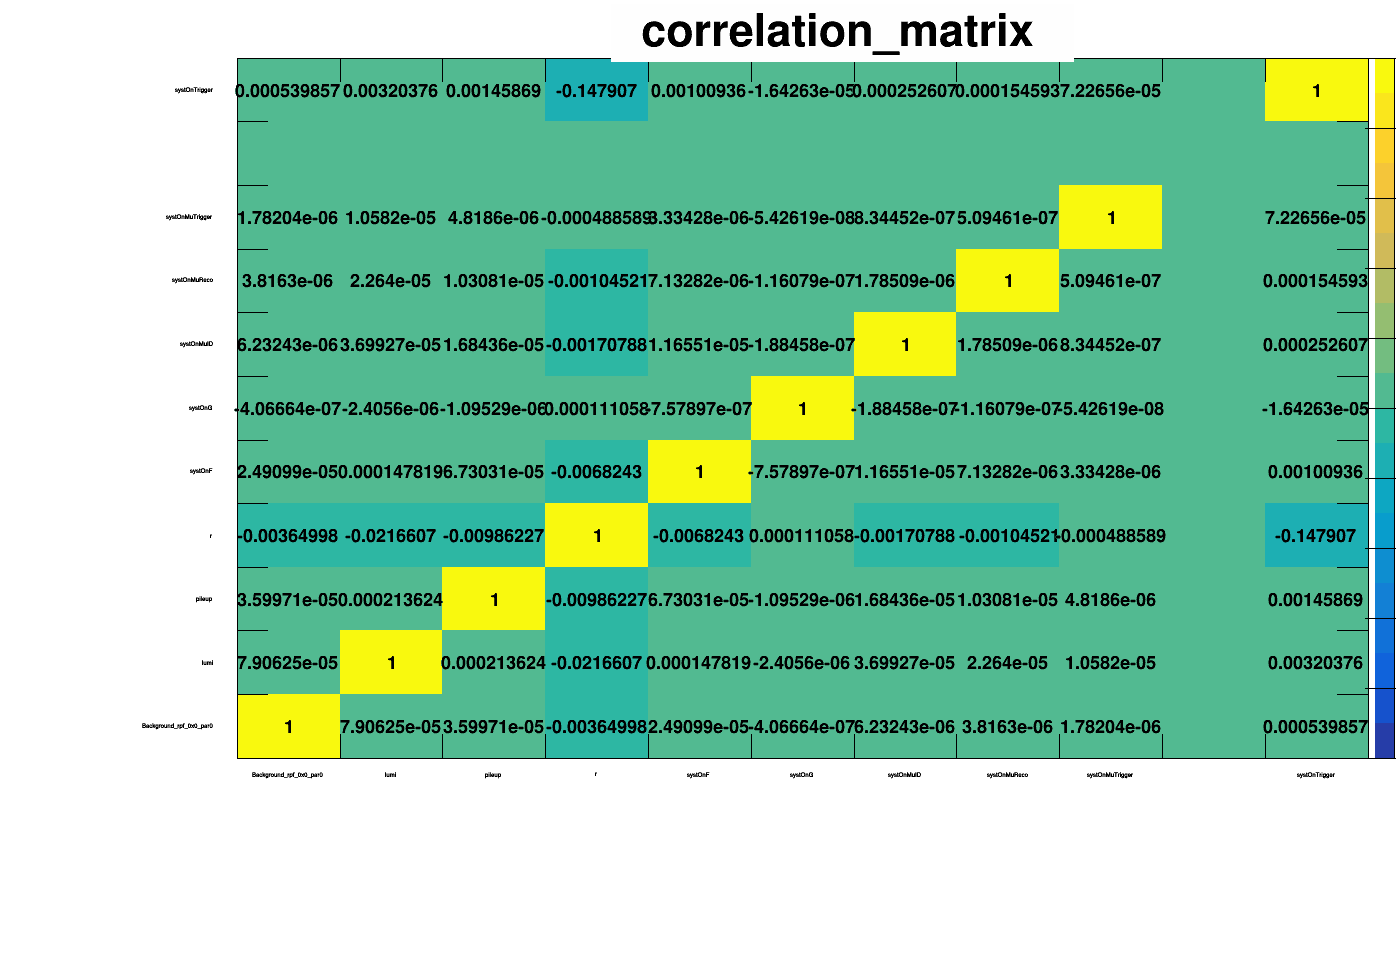 correlation_matrix
systOnTrigger 0.000539857 0.00320376 0.00145869 -0.147907 0.00100936 -1.64263e-05 0.000252607 0.000154593 7.22656e-05 1
systOnMuTrigger 1.78204e-06 1.0582e-05 4.8186e-06 -0.000488589 3.33428e-06 -5.42619e-08 8.34452e-07 5.09461e-07 1 7.22656e-05
systOnMuReco 3.8163e-06 2.264e-05 1.03081e-05 -0.00104521 7.13282e-06 -1.16079e-07 1.78509e-06 1 5.09461e-07 0.000154593
systOnMuID 6.23243e-06 3.69927e-05 1.68436e-05 -0.00170788 1.16551e-05 -1.88458e-07 1 1.78509e-06 8.34452e-07 0.000252607
systOnG -4.06664e-07 -2.4056e-06 -1.09529e-06 0.000111058 -7.57897e-07 1 -1.88458e-07 -1.16079e-07 -5.42619e-08 -1.64263e-05
systOnF 2.49099e-05 0.000147819 6.73031e-05 -0.0068243 1 -7.57897e-07 1.16551e-05 7.13282e-06 3.33428e-06 0.00100936
r -0.00364998 -0.0216607 -0.00986227 1 -0.0068243 0.000111058 -0.00170788 -0.00104521 -0.000488589 -0.147907
pileup 3.59971e-05 0.000213624 1 -0.00986227 6.73031e-05 -1.09529e-06 1.68436e-05 1.03081e-05 4.8186e-06 0.00145869
lumi 7.90625e-05 1 0.000213624 -0.0216607 0.000147819 -2.4056e-06 3.69927e-05 2.264e-05 1.0582e-05 0.00320376
Background_rpf_0x0_par0 1 7.90625e-05 3.59971e-05 -0.00364998 2.49099e-05 -4.06664e-07 6.23243e-06 3.8163e-06 1.78204e-06 0.000539857
Background_rpf_0x0_par0 lumi pileup r systOnF systOnG systOnMuID systOnMuReco systOnMuTrigger systOnTrigger